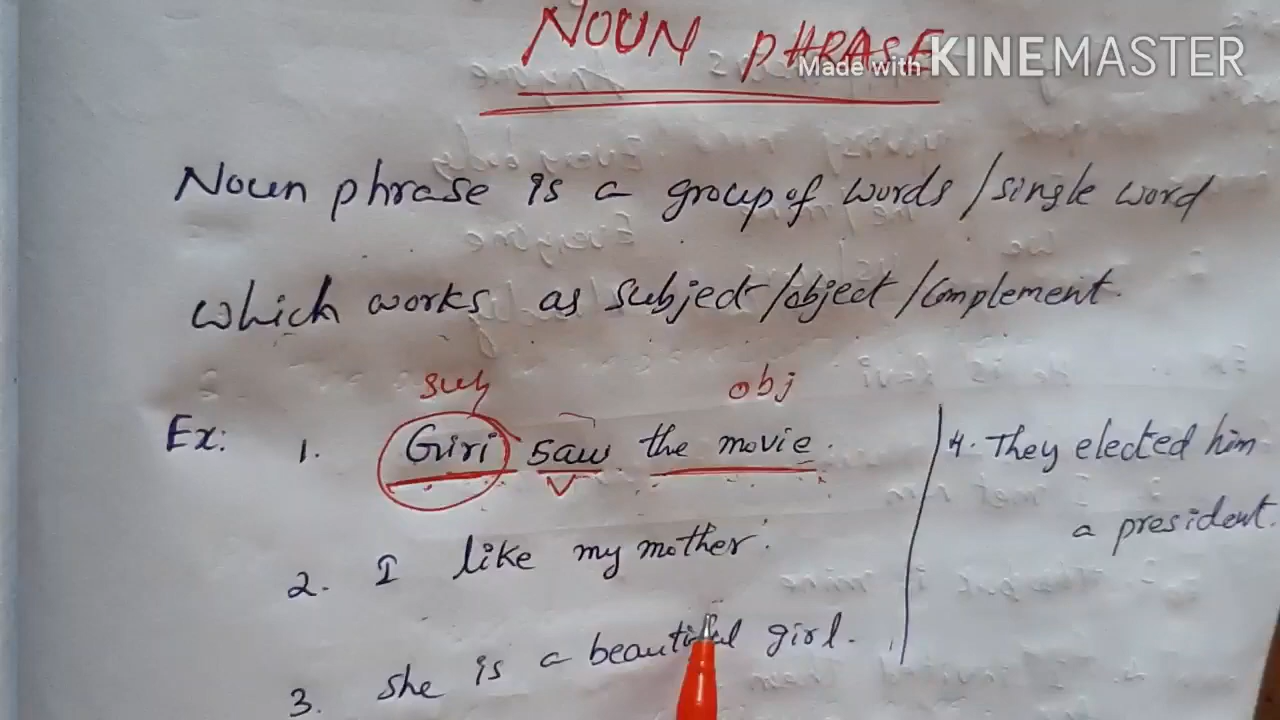 NOUN PHRASE
Made with KINEMASTER
Noun phrase is a group of words / single word
which works as subject / object / complement.
sub obj
Ex: 1. Giri saw the movie.
V
2. I like my mother.
3. she is a beautiful girl.
4. They elected him
a president.